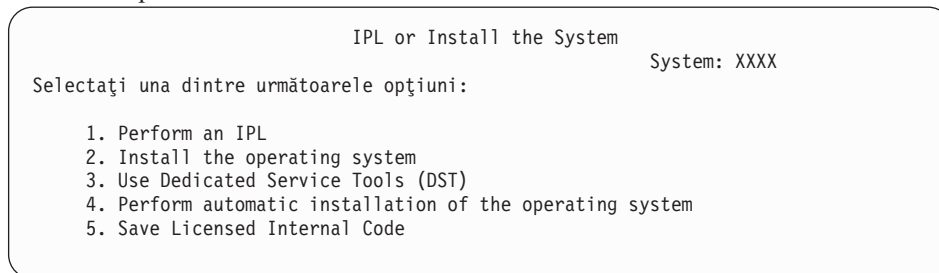 IPL or Install the System
System: XXXX
Selectaţi una dintre următoarele opţiuni:
1. Perform an IPL
2. Install the operating system
3. Use Dedicated Service Tools (DST)
4. Perform automatic installation of the operating system
5. Save Licensed Internal Code